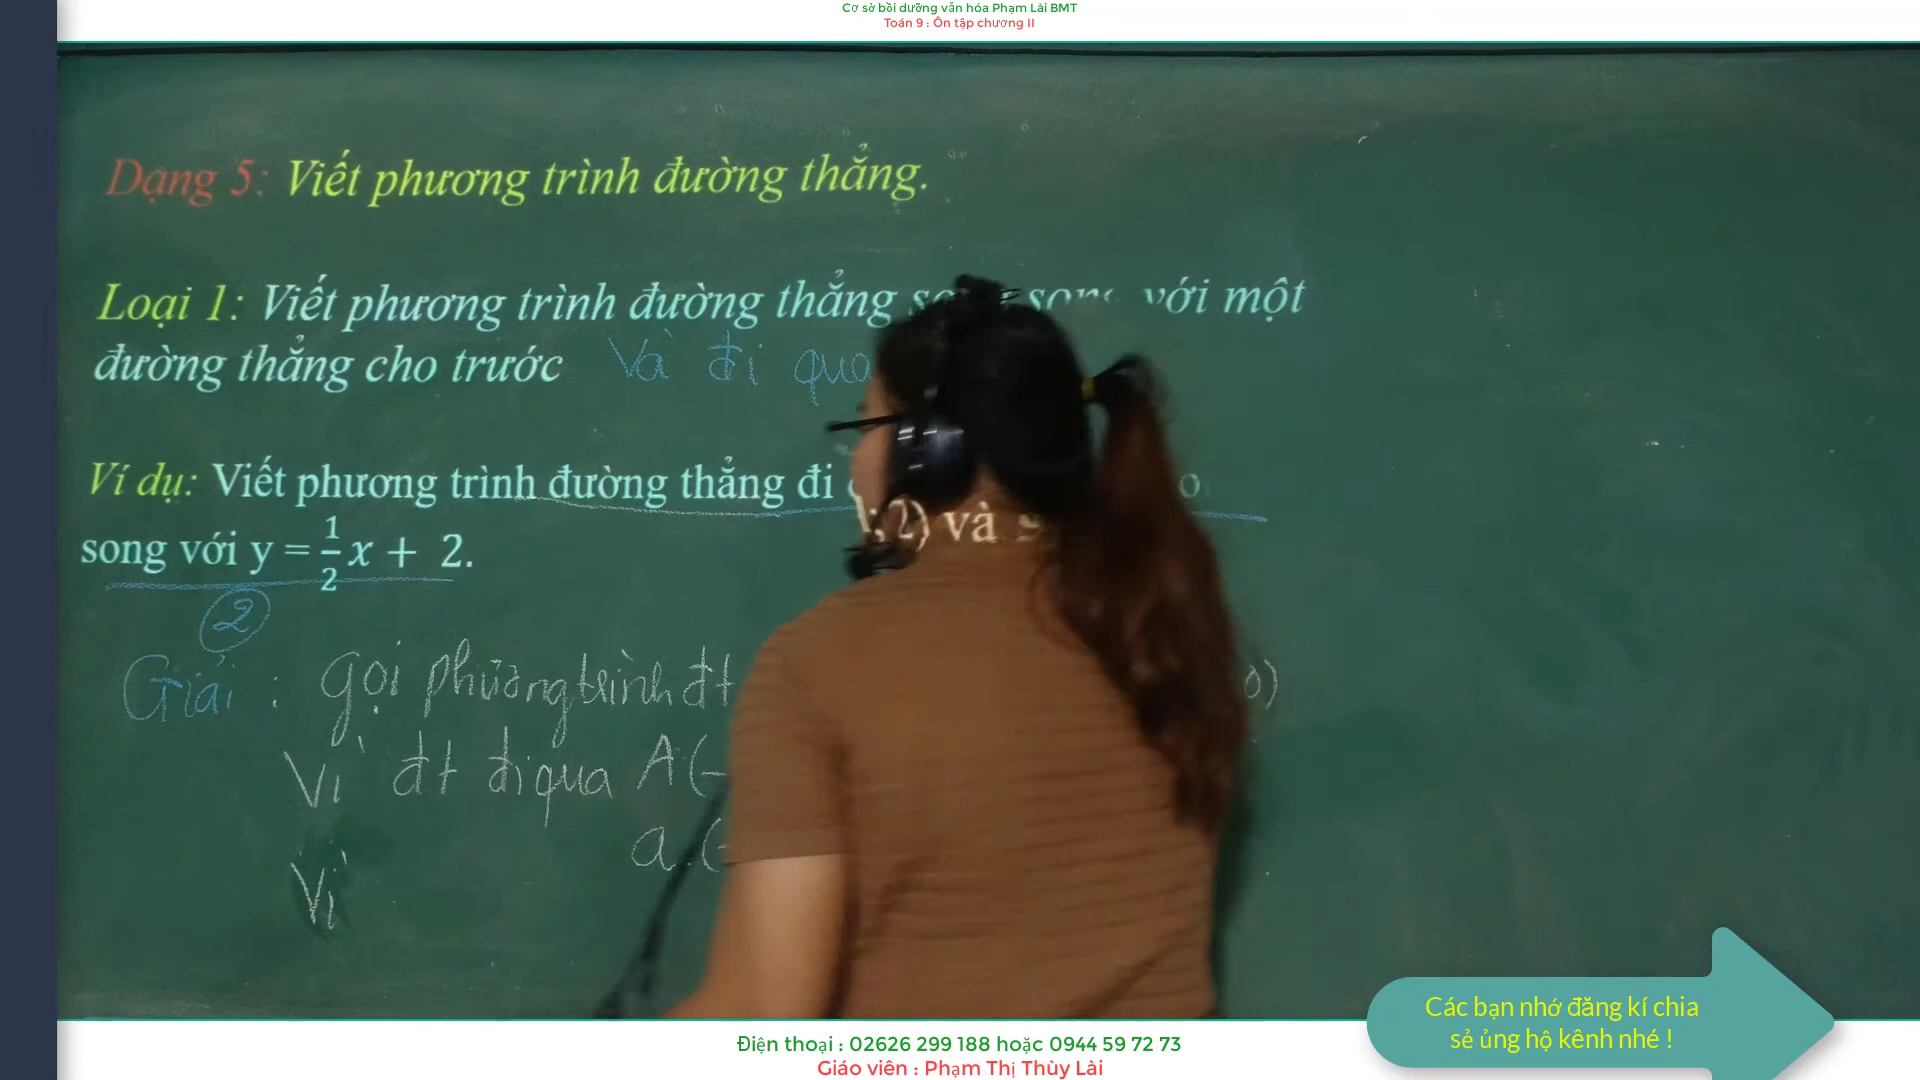 Cơ sở bồi dưỡng văn hóa Phạm Lài BMT
Toán 9 : Ôn tập chương II
Dạng 5: Viết phương trình đường thẳng.
Loại 1: Viết phương trình đường thẳng song với một
đường thẳng cho trước Và đi qua
Ví dụ: Viết phương trình đường thẳng đi
;2) và
song với y = 1/2 x + 2.
②
Giải : gọi phương trình đt
Vì đt đi qua A(-
a.(-
Vì
Các bạn nhớ đăng kí chia
sẻ ủng hộ kênh nhé !
Điện thoại : 02626 299 188 hoặc 0944 59 72 73
Giáo viên : Phạm Thị Thùy Lài